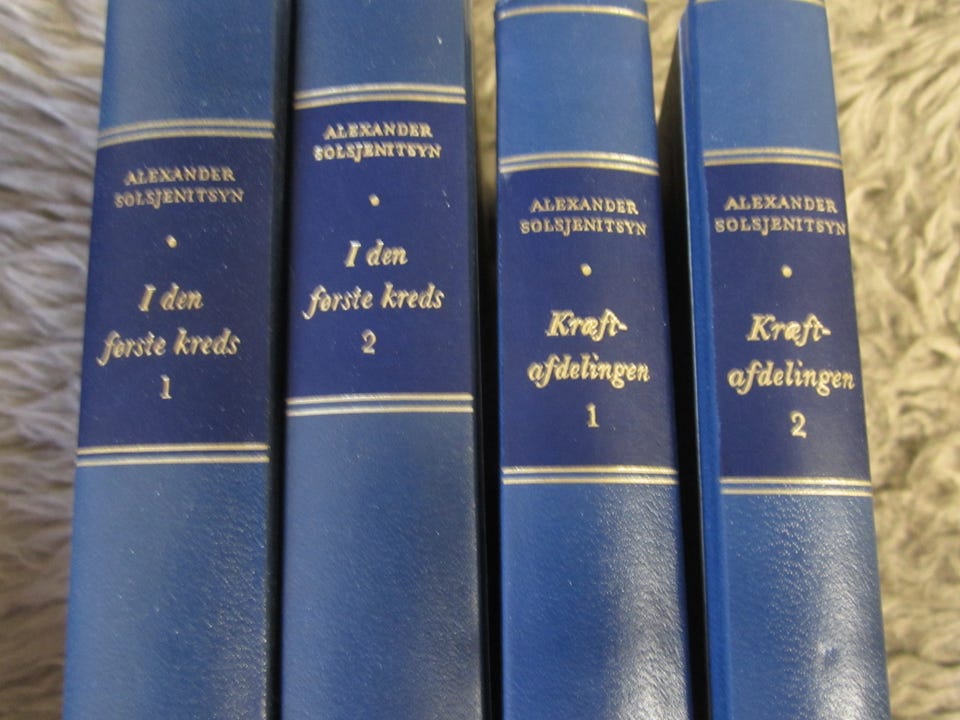 ALEXANDER
SOLSJENITSYN
I den
første kreds
1
ALEXANDER
SOLSJENITSYN
I den
første kreds
2
ALEXANDER
SOLSJENITSYN
Kræft-
afdelingen
1
ALEXANDER
SOLSJENITSYN
Kræft-
afdelingen
2